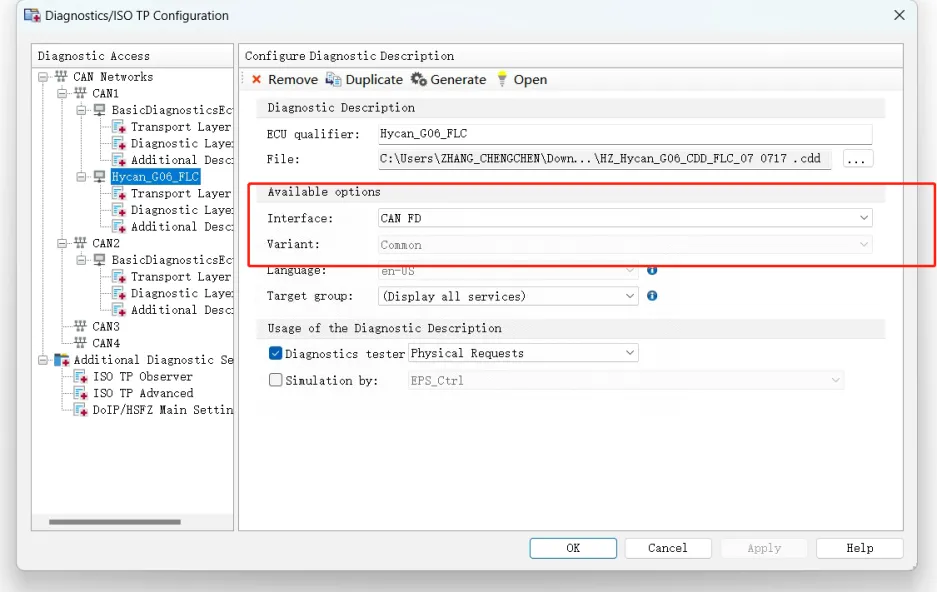 Diagnostics/ISO TP Configuration
Diagnostic Access
CAN Networks
CAN1
BasicDiagnosticsEc
Transport Layer
Diagnostic Laye
Additional Desc
Hycan_G06_FLC
Transport Layer
Diagnostic Laye
Additional Desc
CAN2
BasicDiagnosticsEc
Transport Layer
Diagnostic Laye
Additional Desc
CAN3
CAN4
Additional Diagnostic Se
ISO TP Observer
ISO TP Advanced
DoIP/HSFZ Main Settin
Configure Diagnostic Description
Remove Duplicate Generate Open
Diagnostic Description
ECU qualifier: Hycan_G06_FLC
File: C:\Users\ZHANG_CHENGCHEN\Down...\HZ_Hycan_G06_CDD_FLC_07 0717 .cdd ...
Available options
Interface: CAN FD
Variant: Common
Language: en-US
Target group: (Display all services)
Usage of the Diagnostic Description
Diagnostics tester Physical Requests
Simulation by: EPS_Ctrl
OK Cancel Apply Help